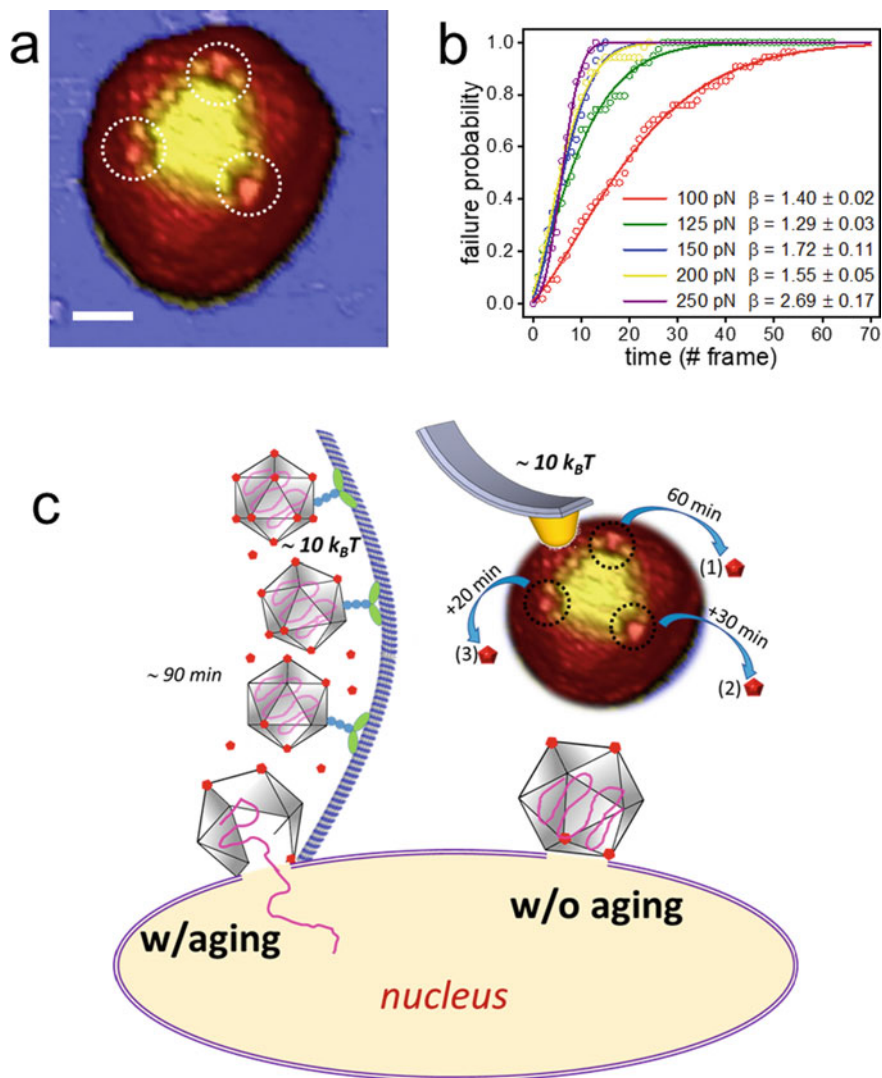 a
b
failure probability
1.0
0.8
0.6
0.4
0.2
0.0
100 pN β = 1.40 ± 0.02
125 pN β = 1.29 ± 0.03
150 pN β = 1.72 ± 0.11
200 pN β = 1.55 ± 0.05
250 pN β = 2.69 ± 0.17
0 10 20 30 40 50 60 70
time (# frame)
c
~ 10 kBT
~ 90 min
~ 10 kBT
60 min
(1)
+20 min
(3)
+30 min
(2)
w/aging
w/o aging
nucleus